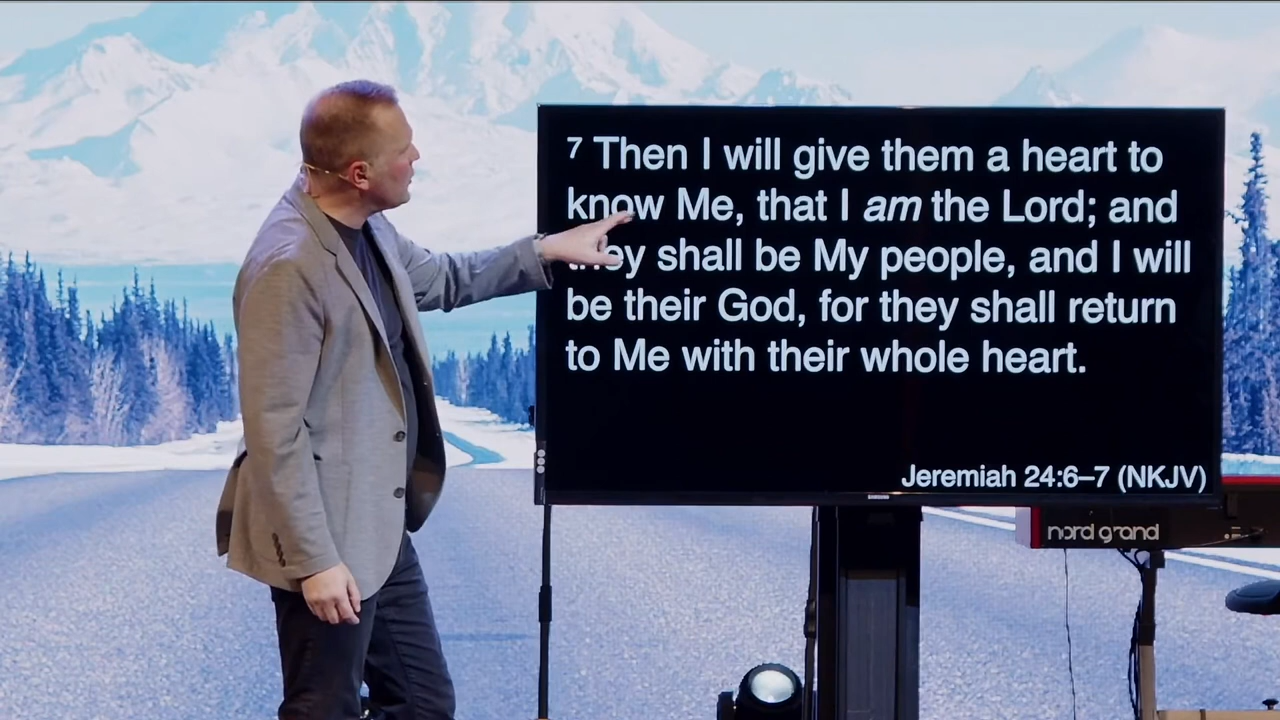 7 Then I will give them a heart to
know Me, that I am the Lord; and
they shall be My people, and I will
be their God, for they shall return
to Me with their whole heart.
Jeremiah 24:6–7 (NKJV)
nord grand